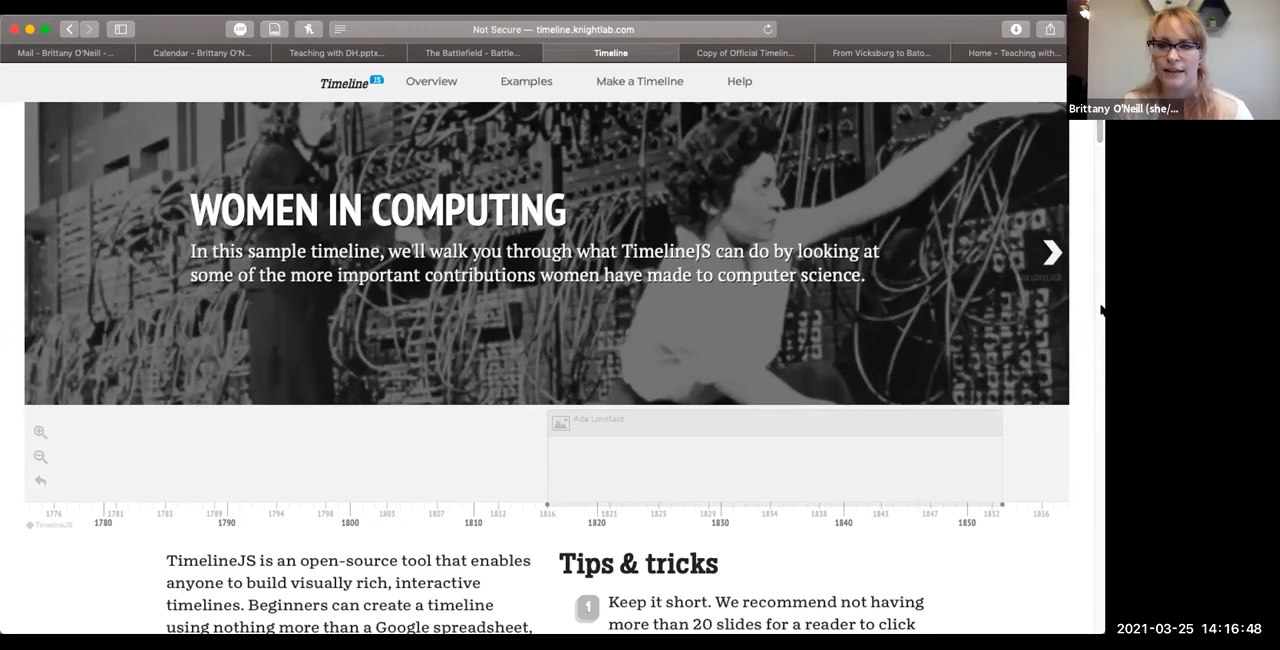 Not Secure — timeline.knightlab.com
Mail - Brittany O'Neill -...
Calendar - Brittany O'N...
Teaching with DH.pptx...
The Battlefield - Battle...
Timeline
Copy of Official Timelin...
From Vicksburg to Bato...
Home - Teaching with...
Brittany O'Neill (she/...
Timeline JS
Overview
Examples
Make a Timeline
Help
WOMEN IN COMPUTING
In this sample timeline, we'll walk you through what TimelineJS can do by looking at
some of the more important contributions women have made to computer science.
ADA LOVELACE
Ada Lovelace
1776 1781 1785 1789 1794 1798 1803 1807 1812 1816 1821 1825 1829 1834 1838 1843 1847 1852 1856
TimelineJS
1780 1790 1800 1810 1820 1830 1840 1850
TimelineJS is an open-source tool that enables
anyone to build visually rich, interactive
timelines. Beginners can create a timeline
using nothing more than a Google spreadsheet,
Tips & tricks
1
Keep it short. We recommend not having
more than 20 slides for a reader to click
2021-03-25 14:16:48